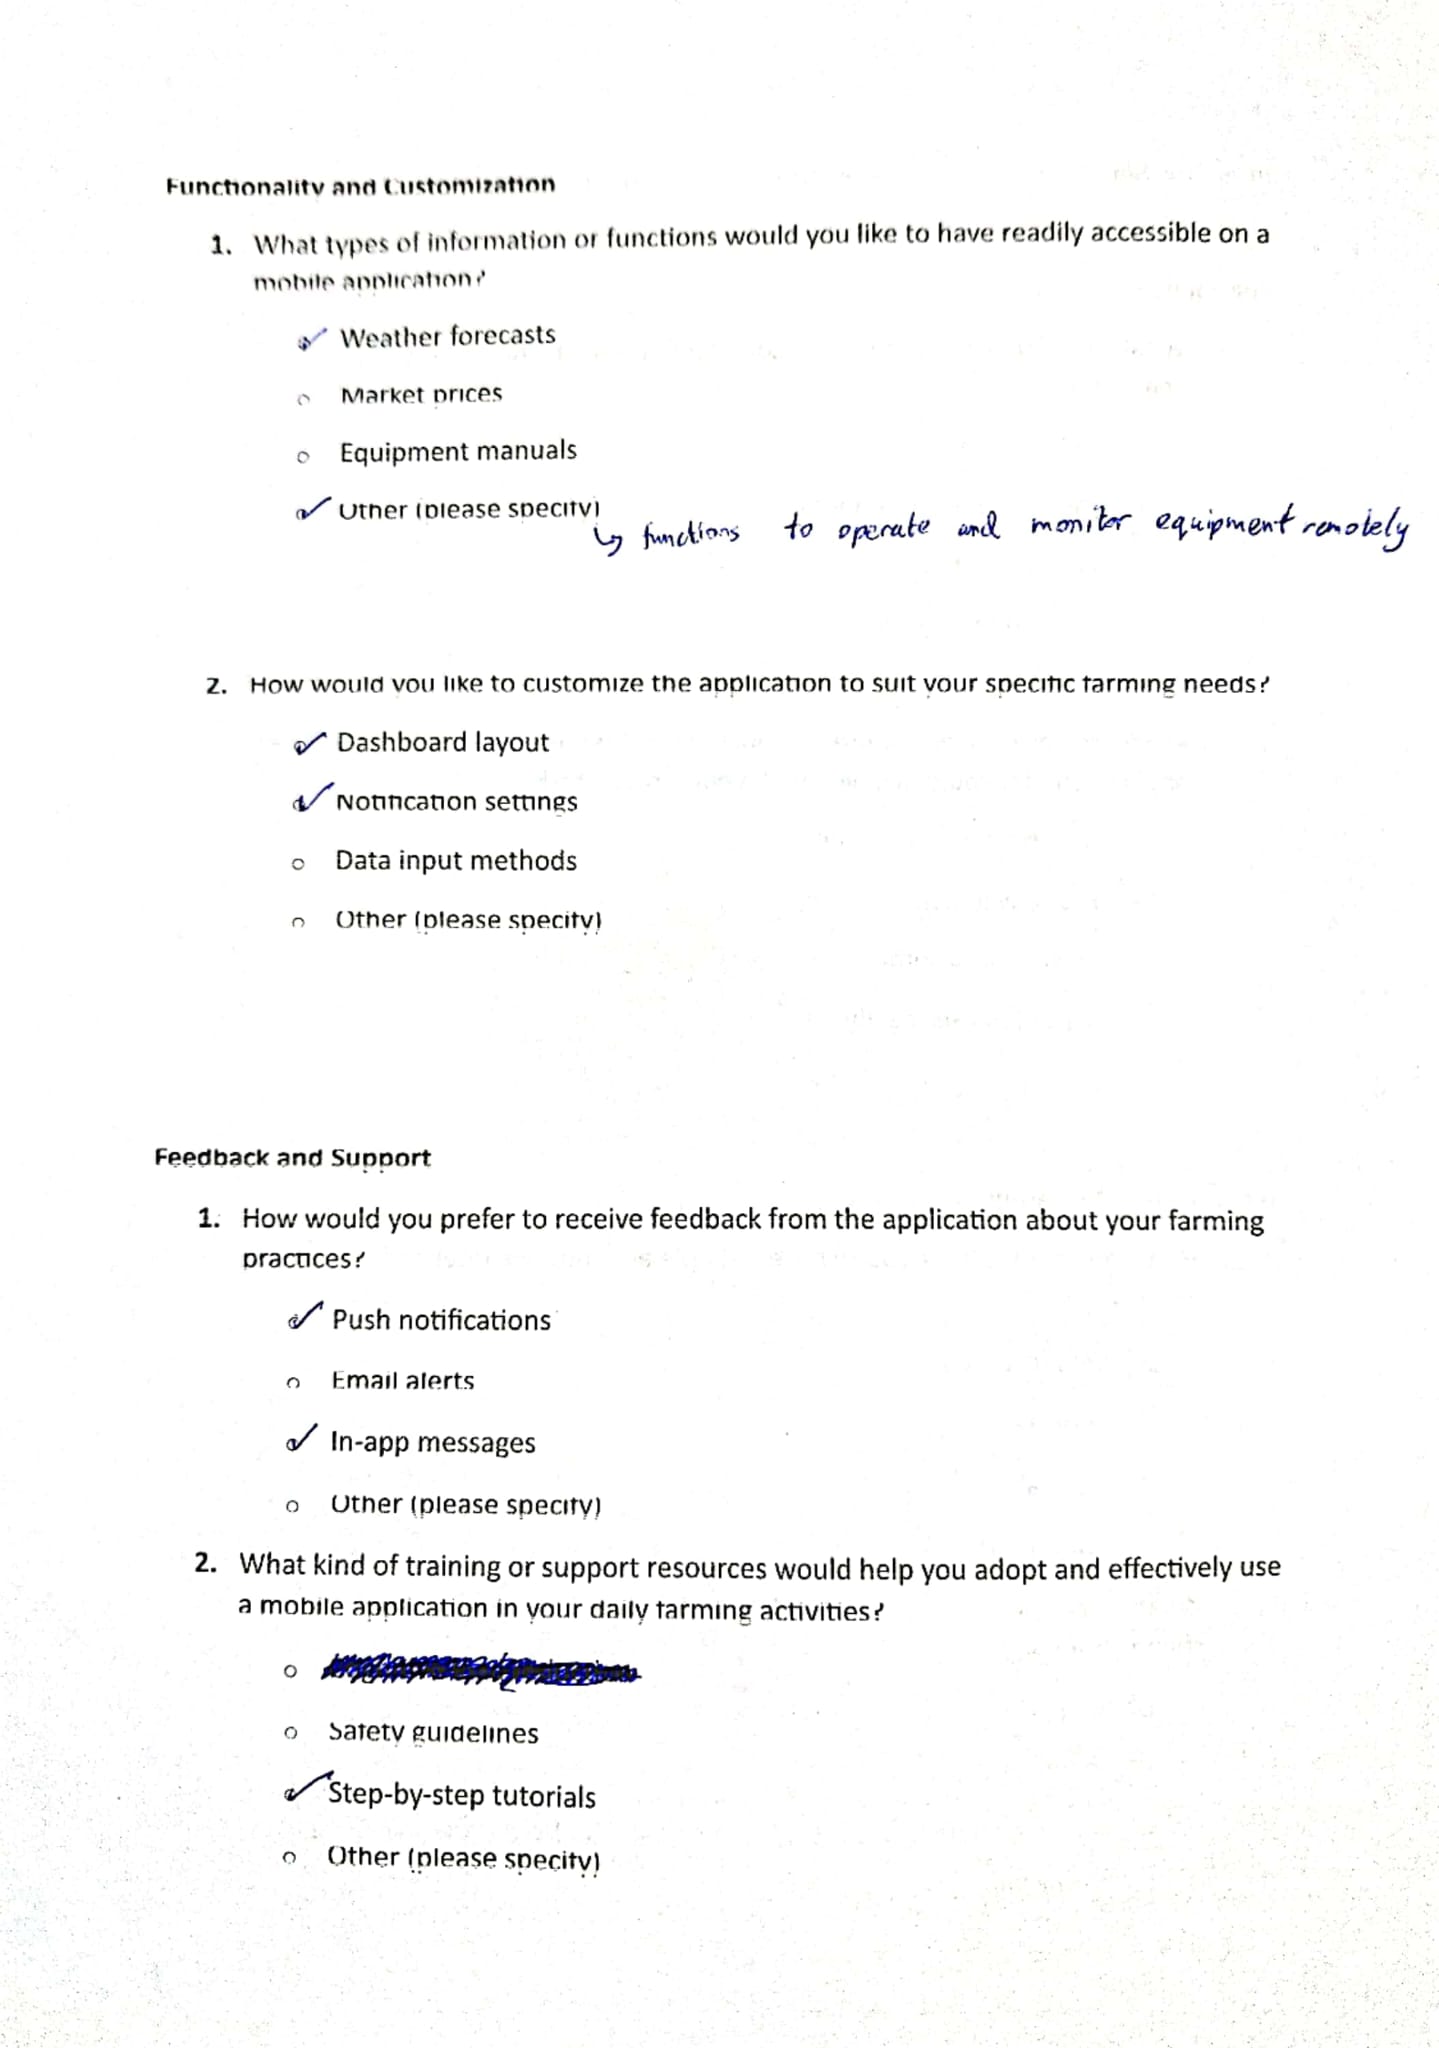 Functionality and Customization
1. What types of information or functions would you like to have readily accessible on a
mobile application?
✓ Weather forecasts
o Market prices
o Equipment manuals
✓ Other (please specify)
↳ functions to operate and monitor equipment remotely
2. How would you like to customize the application to suit your specific farming needs?
✓ Dashboard layout
✓ Notification settings
o Data input methods
o Other (please specify)
Feedback and Support
1. How would you prefer to receive feedback from the application about your farming
practices?
✓ Push notifications
o Email alerts
✓ In-app messages
o Other (please specify)
2. What kind of training or support resources would help you adopt and effectively use
a mobile application in your daily farming activities?
o
o Safety guidelines
✓ Step-by-step tutorials
o Other (please specify)